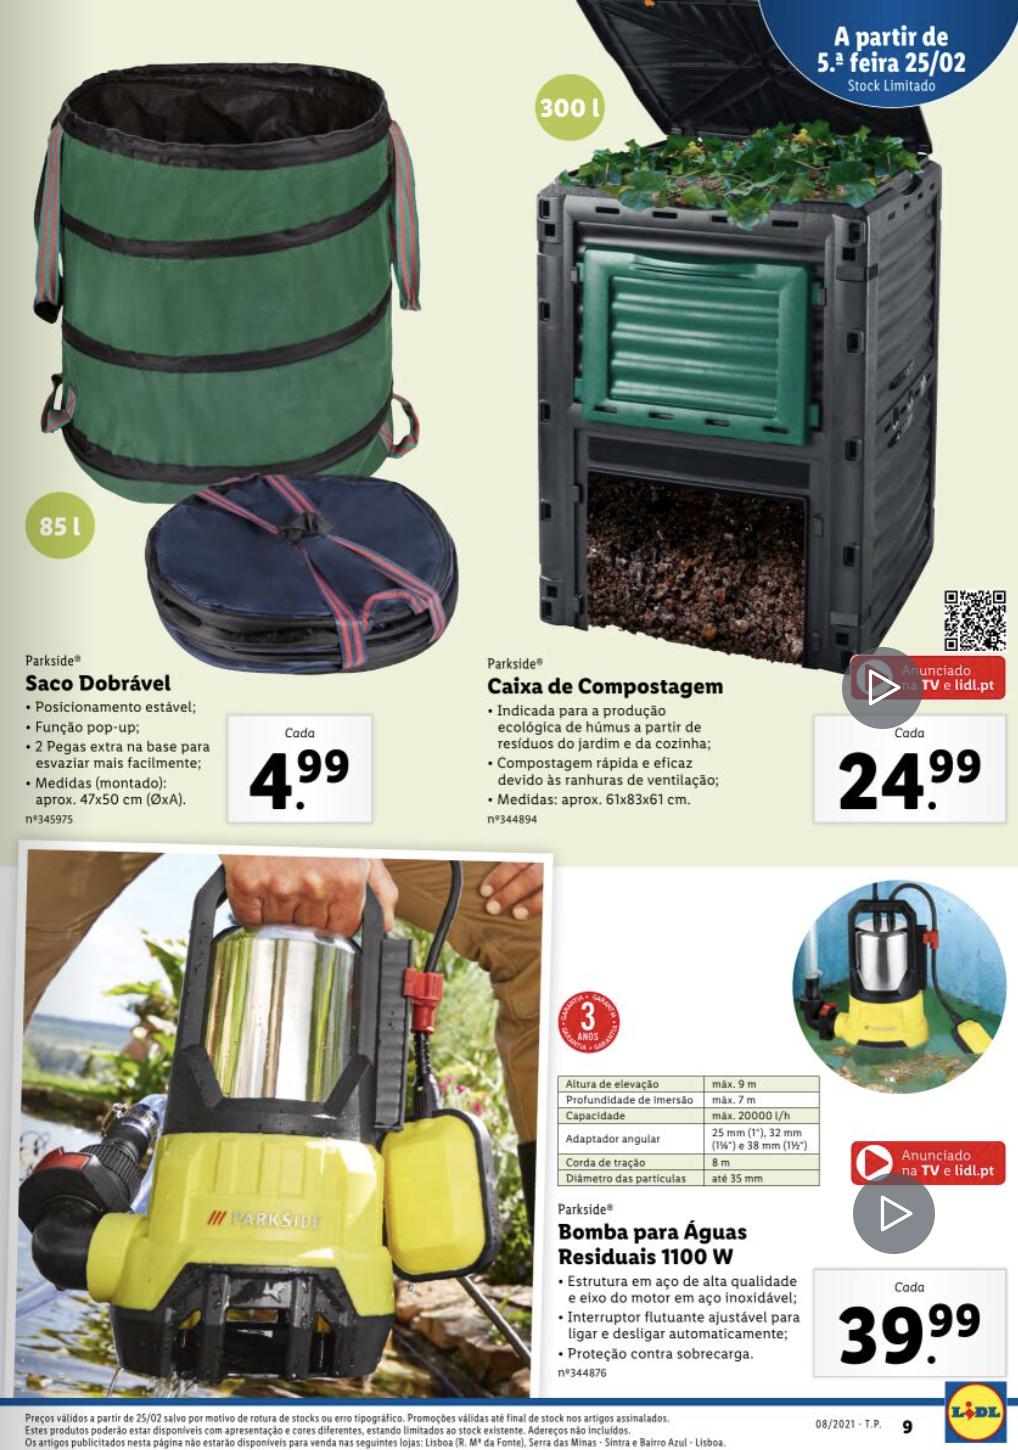 A partir de
5.ª feira 25/02
Stock Limitado
300 l
85 l
Parkside®
Saco Dobrável
• Posicionamento estável;
• Função pop-up;
• 2 Pegas extra na base para
esvaziar mais facilmente;
• Medidas (montado):
aprox. 47x50 cm (ØxA).
nº345975
Cada
4.99
Parkside®
Caixa de Compostagem
• Indicada para a produção
ecológica de húmus a partir de
resíduos do jardim e da cozinha;
• Compostagem rápida e eficaz
devido às ranhuras de ventilação;
• Medidas: aprox. 61x83x61 cm.
nº344894
Anunciado
na TV e lidl.pt
Cada
24.99
PARKSIDE
GARANTIA • GARANTIA • GARANTIA • GARANTIA •
3
ANOS
Altura de elevação máx. 9 m
Profundidade de imersão máx. 7 m
Capacidade máx. 20000 l/h
Adaptador angular 25 mm (1"), 32 mm
(1¼") e 38 mm (1½")
Corda de tração 8 m
Diâmetro das partículas até 35 mm
Anunciado
na TV e lidl.pt
Parkside®
Bomba para Águas
Residuais 1100 W
• Estrutura em aço de alta qualidade
e eixo do motor em aço inoxidável;
• Interruptor flutuante ajustável para
ligar e desligar automaticamente;
• Proteção contra sobrecarga.
nº344876
Cada
39.99
Preços válidos a partir de 25/02 salvo por motivo de rotura de stocks ou erro tipográfico. Promoções válidas até final de stock nos artigos assinalados.
Estes produtos poderão estar disponíveis com apresentação e cores diferentes, estando limitados ao stock existente. Adereços não incluídos.
Os artigos publicitados nesta página não estarão disponíveis para venda nas seguintes lojas: Lisboa (R. Mª da Fonte), Serra das Minas - Sintra e Bairro Azul - Lisboa.
08/2021 - T.P. 9
LIDL